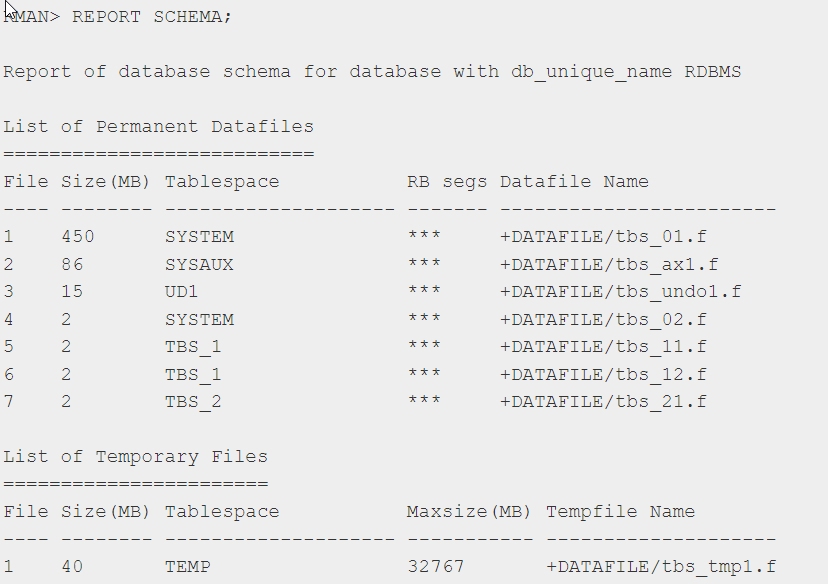 RMAN> REPORT SCHEMA;
Report of database schema for database with db_unique_name RDBMS
List of Permanent Datafiles
===========================
File Size(MB) Tablespace           RB segs Datafile Name
---- -------- -------------------- ------- ------------------------
1    450      SYSTEM               ***     +DATAFILE/tbs_01.f
2    86       SYSAUX               ***     +DATAFILE/tbs_ax1.f
3    15       UD1                  ***     +DATAFILE/tbs_undo1.f
4    2        SYSTEM               ***     +DATAFILE/tbs_02.f
5    2        TBS_1                ***     +DATAFILE/tbs_11.f
6    2        TBS_1                ***     +DATAFILE/tbs_12.f
7    2        TBS_2                ***     +DATAFILE/tbs_21.f
List of Temporary Files
=======================
File Size(MB) Tablespace           Maxsize(MB) Tempfile Name
---- -------- -------------------- ----------- --------------------
1    40       TEMP                 32767       +DATAFILE/tbs_tmp1.f